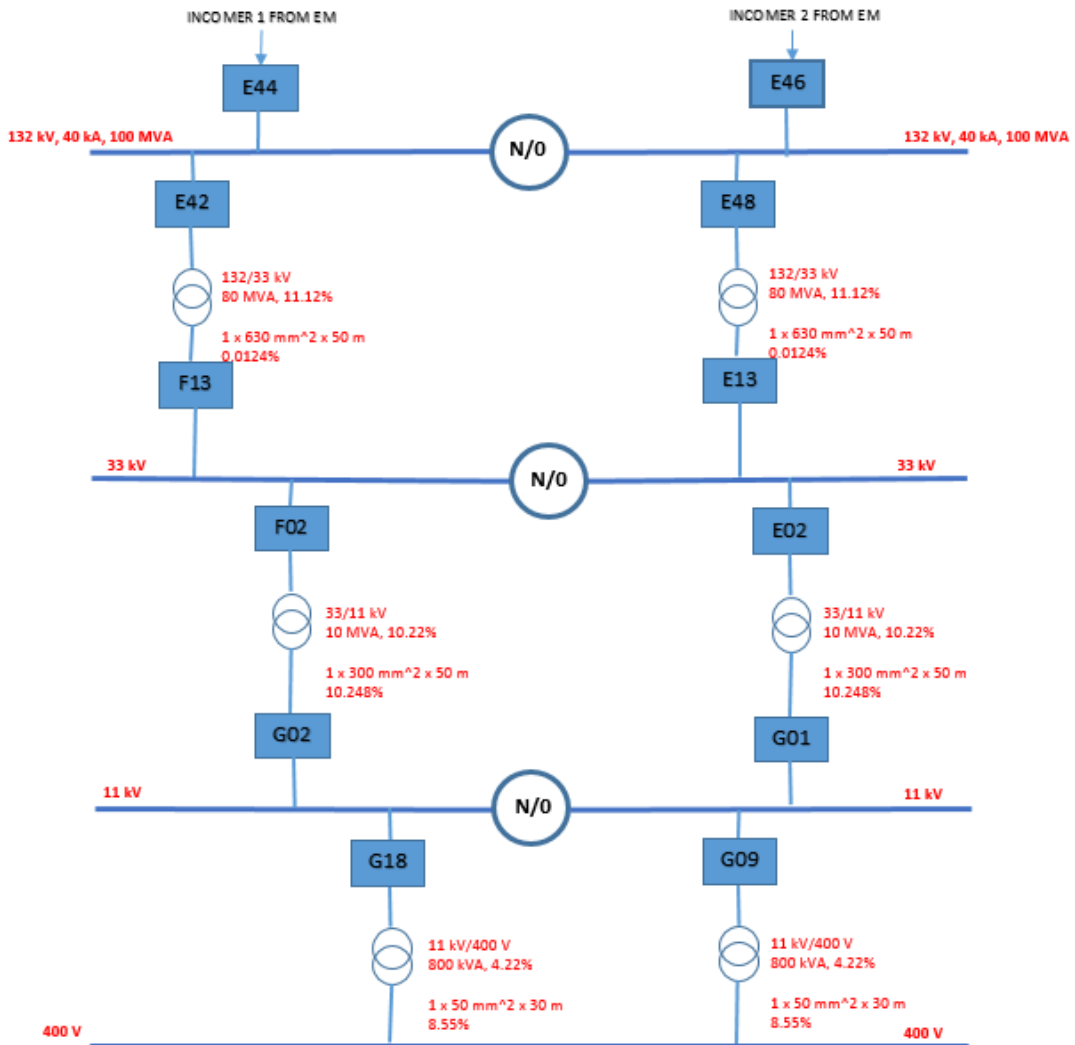 INCOMER 1 FROM EM
INCOMER 2 FROM EM
E44
E46
132 kV, 40 kA, 100 MVA
N/0
132 kV, 40 kA, 100 MVA
E42
E48
132/33 kV
80 MVA, 11.12%
1 x 630 mm^2 x 50 m
0.0124%
132/33 kV
80 MVA, 11.12%
1 x 630 mm^2 x 50 m
0.0124%
F13
E13
33 kV
N/0
33 kV
F02
E02
33/11 kV
10 MVA, 10.22%
1 x 300 mm^2 x 50 m
10.248%
33/11 kV
10 MVA, 10.22%
1 x 300 mm^2 x 50 m
10.248%
G02
G01
11 kV
N/0
11 kV
G18
G09
11 kV/400 V
800 kVA, 4.22%
1 x 50 mm^2 x 30 m
8.55%
11 kV/400 V
800 kVA, 4.22%
1 x 50 mm^2 x 30 m
8.55%
400 V
400 V